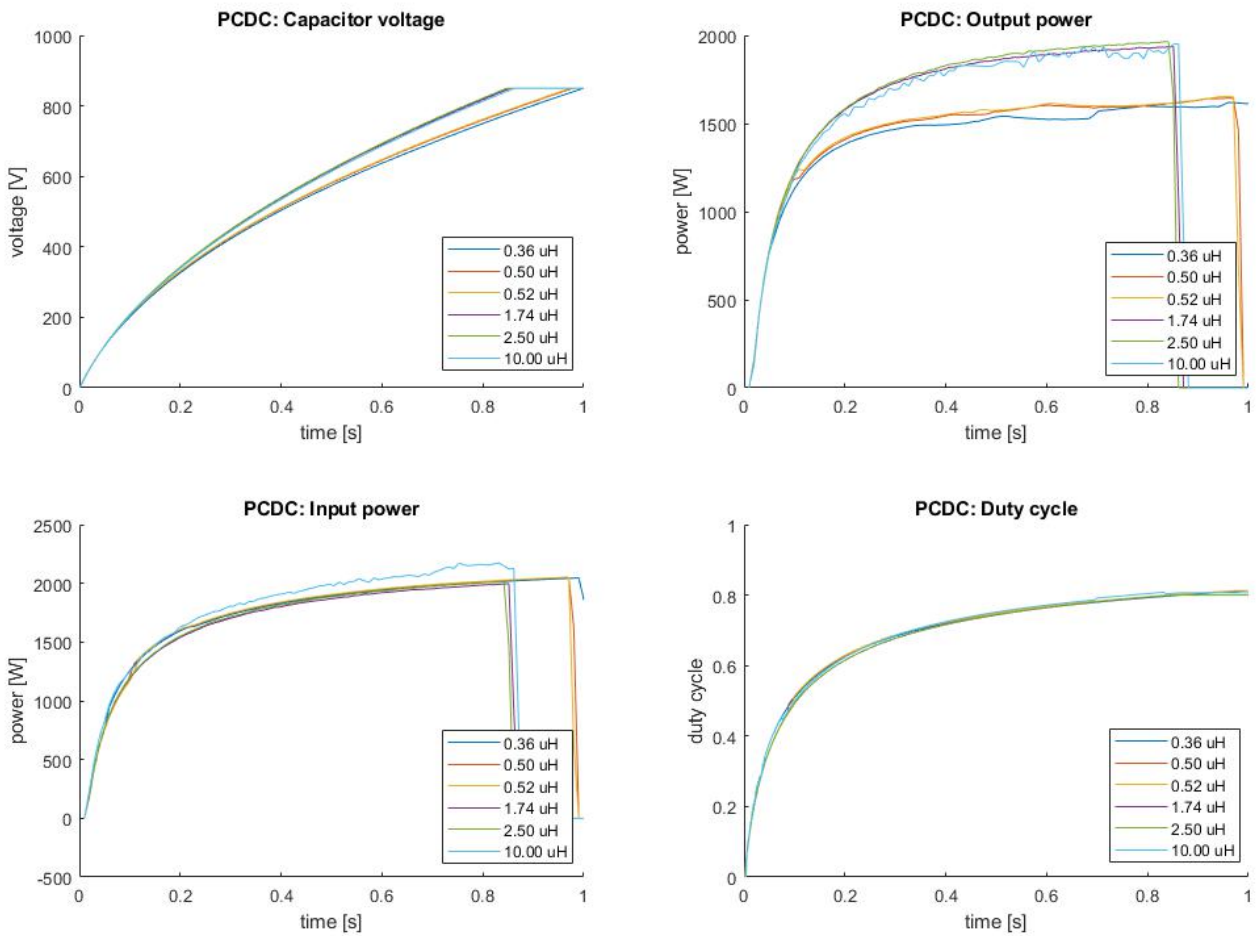 PCDC: Capacitor voltage
1000
800
600
400
200
0
voltage [V]
0 0.2 0.4 0.6 0.8 1
time [s]
0.36 uH
0.50 uH
0.52 uH
1.74 uH
2.50 uH
10.00 uH
PCDC: Output power
2000
1500
1000
500
0
power [W]
0 0.2 0.4 0.6 0.8 1
time [s]
0.36 uH
0.50 uH
0.52 uH
1.74 uH
2.50 uH
10.00 uH
PCDC: Input power
2500
2000
1500
1000
500
0
-500
power [W]
0 0.2 0.4 0.6 0.8 1
time [s]
0.36 uH
0.50 uH
0.52 uH
1.74 uH
2.50 uH
10.00 uH
PCDC: Duty cycle
1
0.8
0.6
0.4
0.2
0
duty cycle
0 0.2 0.4 0.6 0.8 1
time [s]
0.36 uH
0.50 uH
0.52 uH
1.74 uH
2.50 uH
10.00 uH